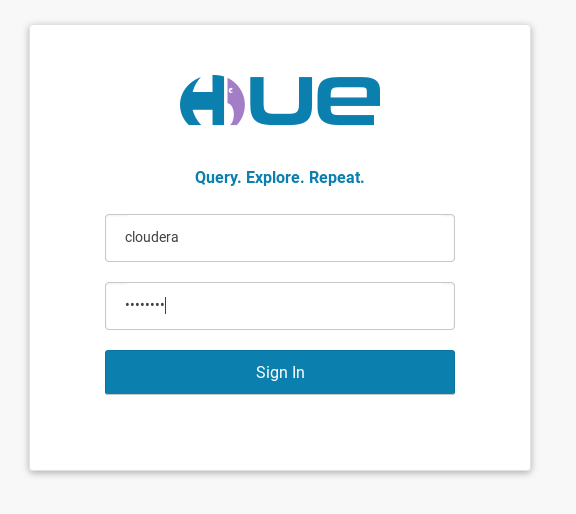 HUE
Query. Explore. Repeat.
cloudera
••••••••
Sign In